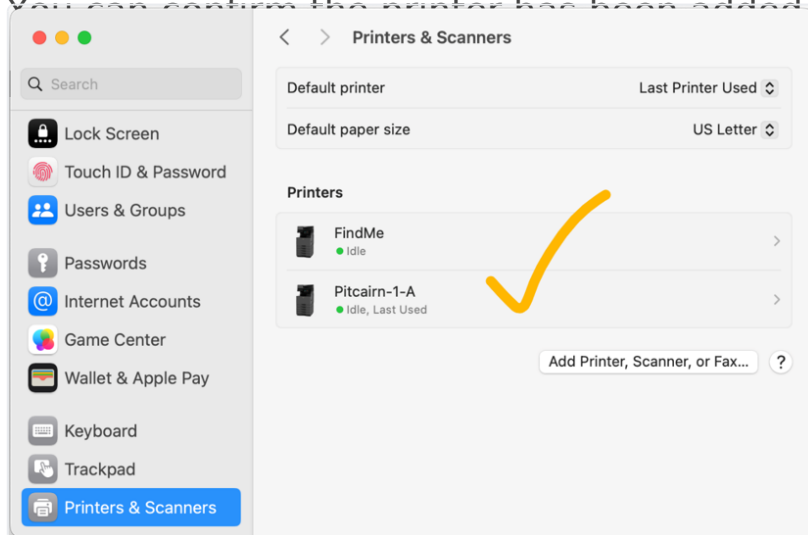 You can confirm the printer has been added
Printers & Scanners
Search
Lock Screen
Touch ID & Password
Users & Groups
Passwords
Internet Accounts
Game Center
Wallet & Apple Pay
Keyboard
Trackpad
Printers & Scanners
Default printer Last Printer Used
Default paper size US Letter
Printers
FindMe
Idle
Pitcairn-1-A
Idle, Last Used
Add Printer, Scanner, or Fax... ?